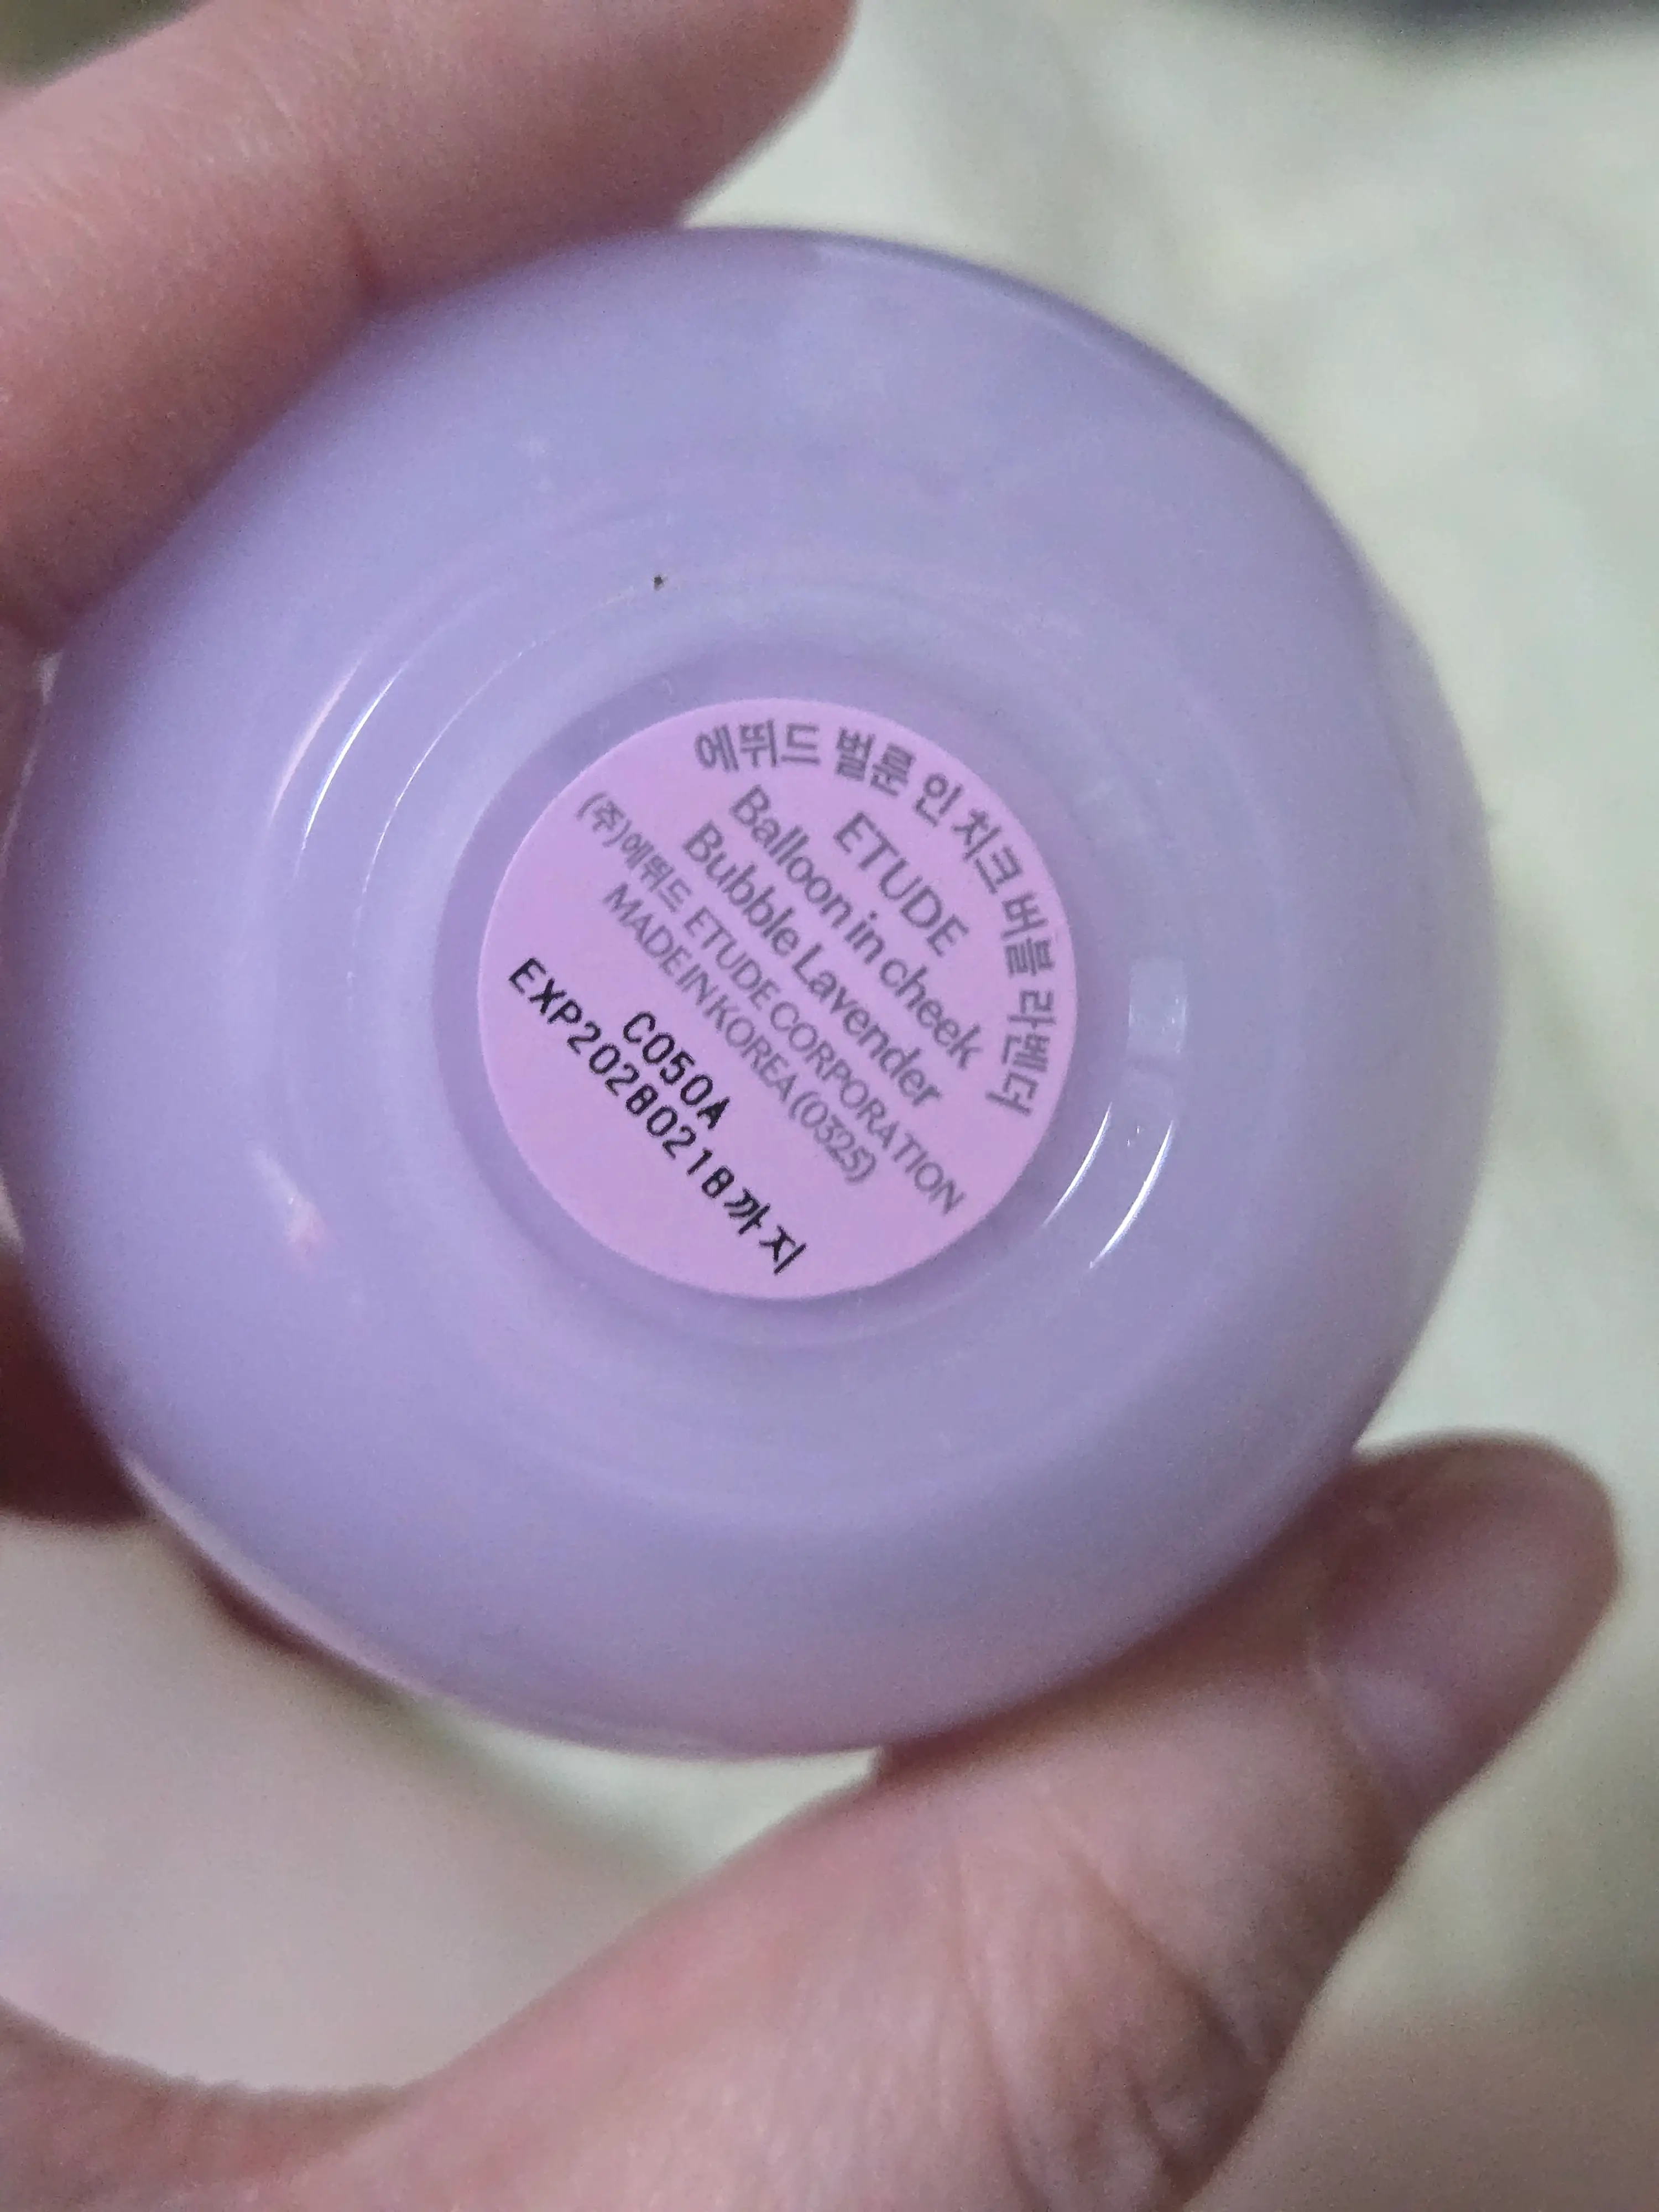 에뛰드 벌룬 인 치크 버블 라벤더
ETUDE
Balloon in cheek
Bubble Lavender
(주)에뛰드 ETUDE CORPORATION
MADE IN KOREA (0325)
C050A
EXP20280218까지